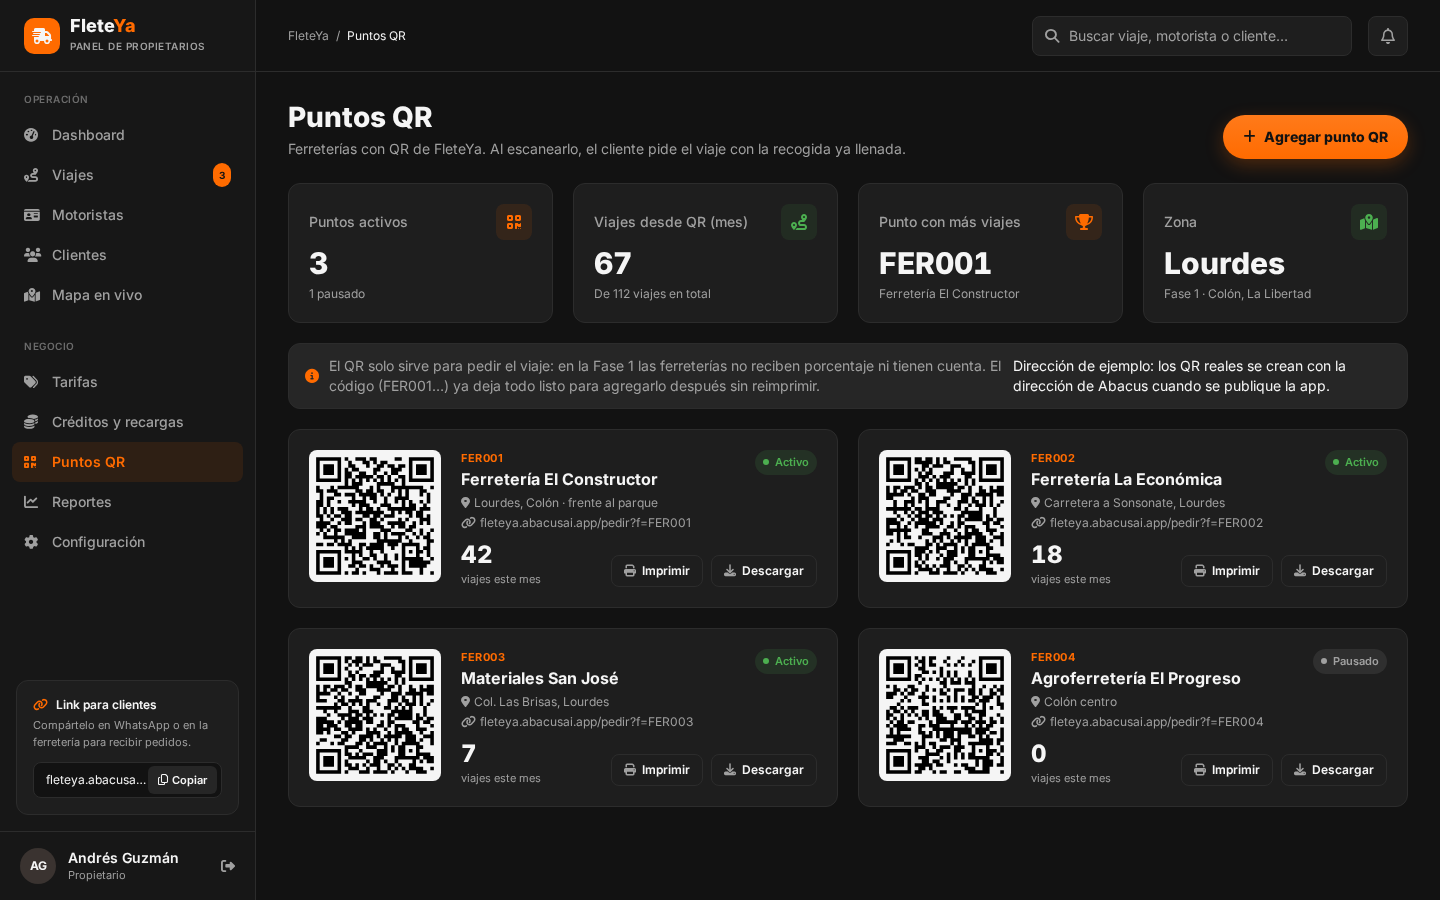 FleteYa
PANEL DE PROPIETARIOS
FleteYa / Puntos QR
Buscar viaje, motorista o cliente...
OPERACIÓN
Dashboard
Viajes
3
Motoristas
Clientes
Mapa en vivo
NEGOCIO
Tarifas
Créditos y recargas
Puntos QR
Reportes
Configuración
Link para clientes
Compártelo en WhatsApp o en la
ferretería para recibir pedidos.
fleteya.abacusa...
Copiar
AG
Andrés Guzmán
Propietario
Puntos QR
Ferreterías con QR de FleteYa. Al escanearlo, el cliente pide el viaje con la recogida ya llenada.
Agregar punto QR
Puntos activos
3
1 pausado
Viajes desde QR (mes)
67
De 112 viajes en total
Punto con más viajes
FER001
Ferretería El Constructor
Zona
Lourdes
Fase 1 · Colón, La Libertad
El QR solo sirve para pedir el viaje: en la Fase 1 las ferreterías no reciben porcentaje ni tienen cuenta. El
código (FER001...) ya deja todo listo para agregarlo después sin reimprimir.
Dirección de ejemplo: los QR reales se crean con la
dirección de Abacus cuando se publique la app.
FER001
Activo
Ferretería El Constructor
Lourdes, Colón · frente al parque
fleteya.abacusai.app/pedir?f=FER001
42
viajes este mes
Imprimir
Descargar
FER002
Activo
Ferretería La Económica
Carretera a Sonsonate, Lourdes
fleteya.abacusai.app/pedir?f=FER002
18
viajes este mes
Imprimir
Descargar
FER003
Activo
Materiales San José
Col. Las Brisas, Lourdes
fleteya.abacusai.app/pedir?f=FER003
7
viajes este mes
Imprimir
Descargar
FER004
Pausado
Agroferretería El Progreso
Colón centro
fleteya.abacusai.app/pedir?f=FER004
0
viajes este mes
Imprimir
Descargar